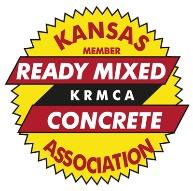 KANSAS
MEMBER
READY MIXED
KRMCA
CONCRETE
ASSOCIATION